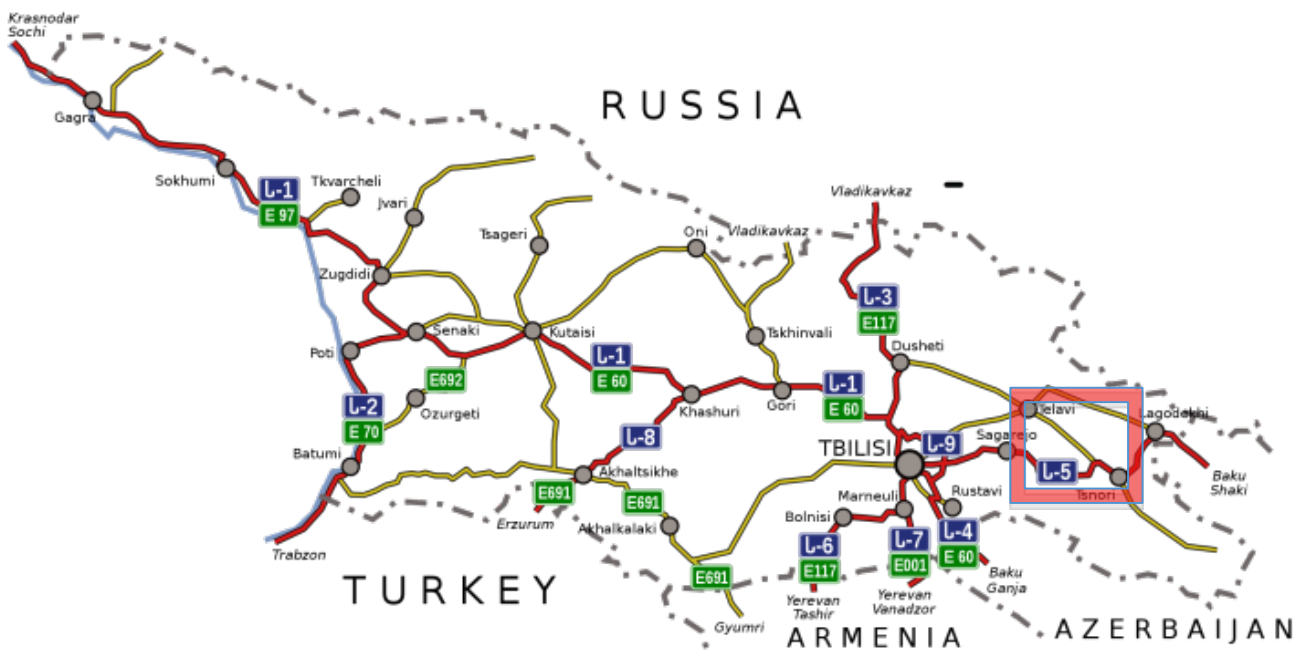 Krasnodar
Sochi
RUSSIA
Gagra
Sokhumi
ს-1
E 97
Tkvarcheli
Jvari
Vladikavkaz
Tsageri
Oni
Vladikavkaz
Zugdidi
ს-3
E117
Senaki
Kutaisi
Tskhinvali
Dusheti
Poti
ს-1
E 60
E692
ს-1
E 60
Ozurgeti
ს-2
E 70
Khashuri
Gori
Telavi
Lagodekhi
ს-8
TBILISI
ს-9
Sagarejo
Batumi
Akhaltsikhe
ს-5
Baku
Shaki
E691
E691
Marneuli
Rustavi
Tsnori
Erzurum
Akhalkalaki
Bolnisi
ს-6
E117
ს-7
E001
ს-4
E 60
Trabzon
TURKEY
E691
Baku
Ganja
Yerevan
Tashir
Yerevan
Vanadzor
Gyumri
ARMENIA
AZERBAIJAN